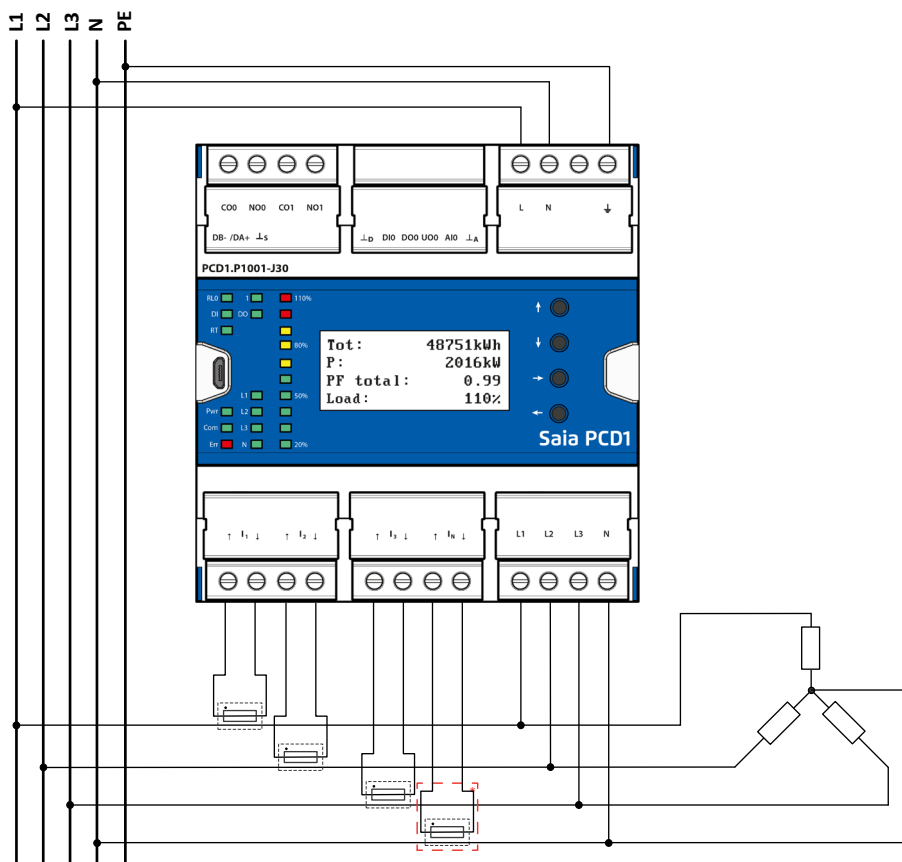 L1 L2 L3 N PE
CO0 NO0 CO1 NO1
L N ⏚
DB- /DA+ ⊥S
⊥D DI0 DO0 UO0 AI0 ⊥A
PCD1.P1001-J30
RL0 1 110%
DI DO
RT
80%
L1 50%
Pwr L2
Com L3
Err N 20%
↑
↓
→
←
Tot: 48751kWh
P: 2016kW
PF total: 0.99
Load: 110%
Saia PCD1
↑ I1 ↓ ↑ I2 ↓
↑ I3 ↓ ↑ IN ↓
L1 L2 L3 N
*